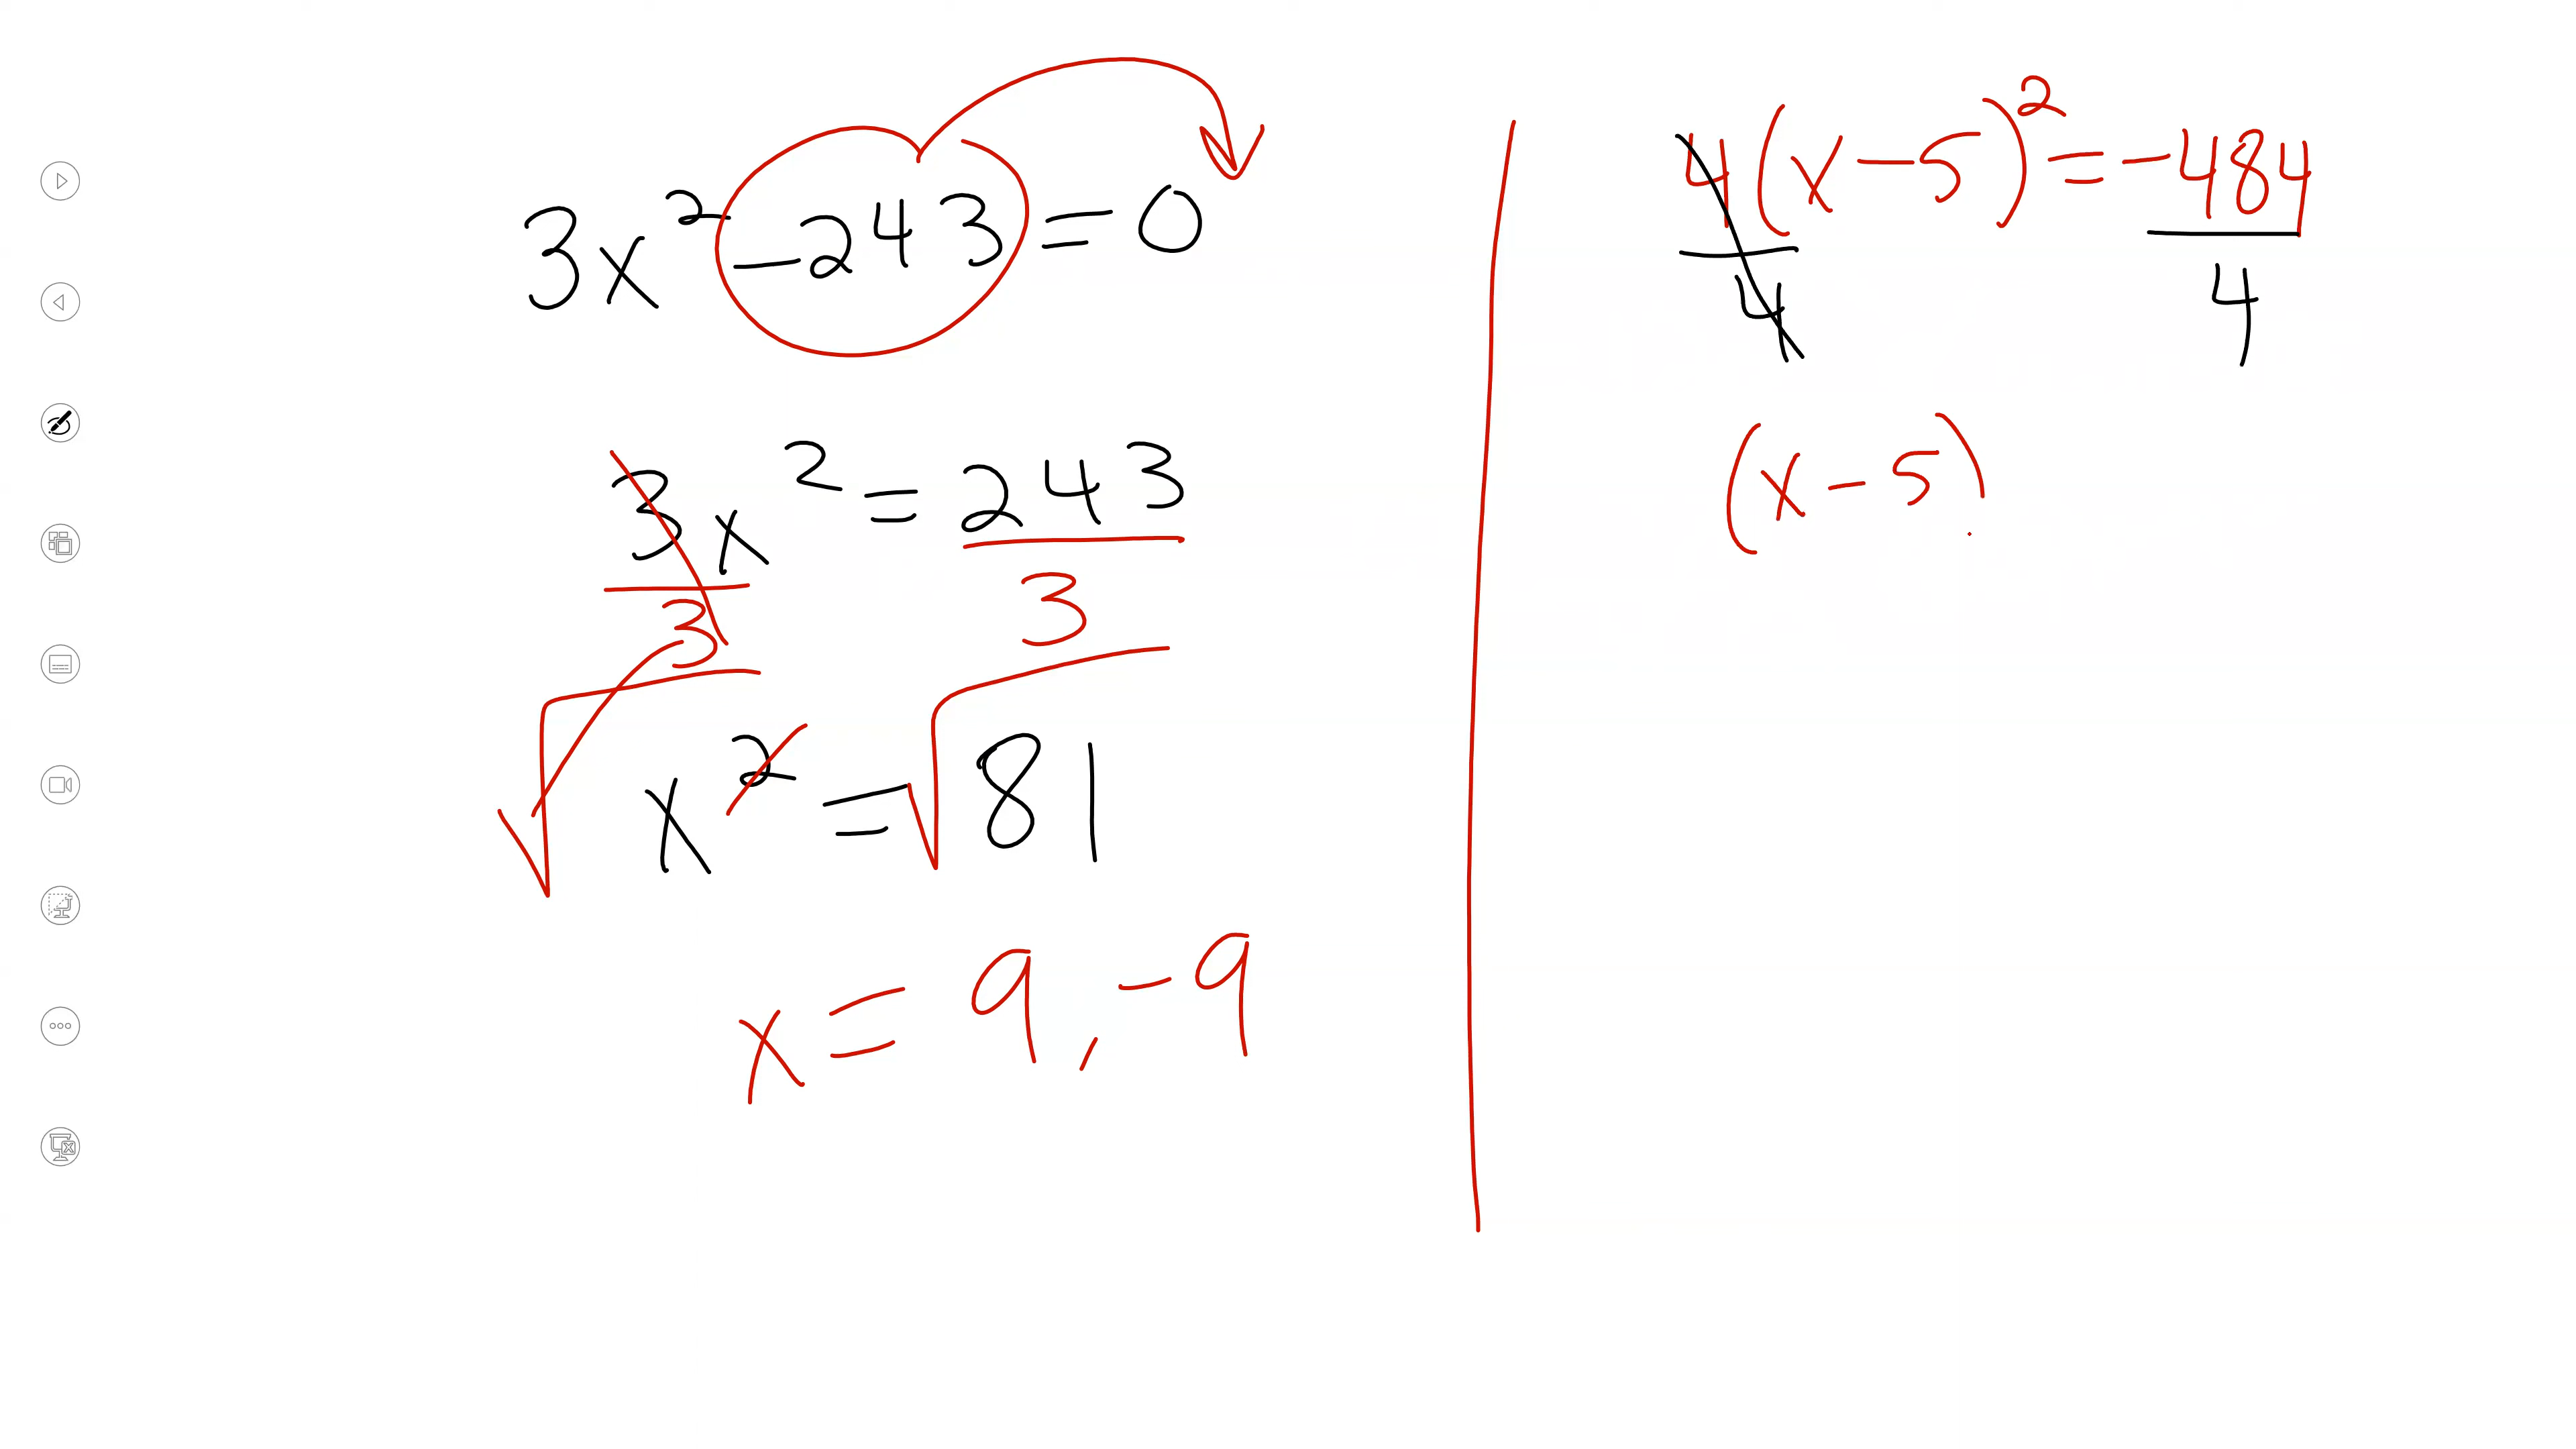 3x² - 243 = 0
3x² = 243
3 3
x² = √81
x = 9, -9
4(x - 5)² = -484
4 4
(x - 5)